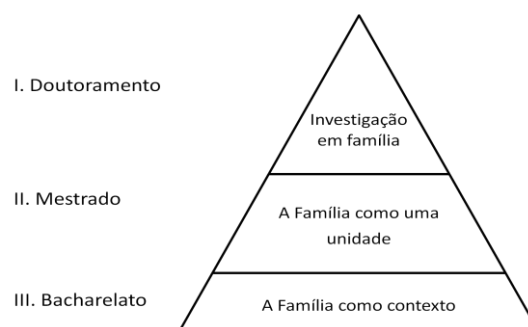 I. Doutoramento
Investigação
em família
II. Mestrado
A Família como uma
unidade
III. Bacharelato
A Família como contexto